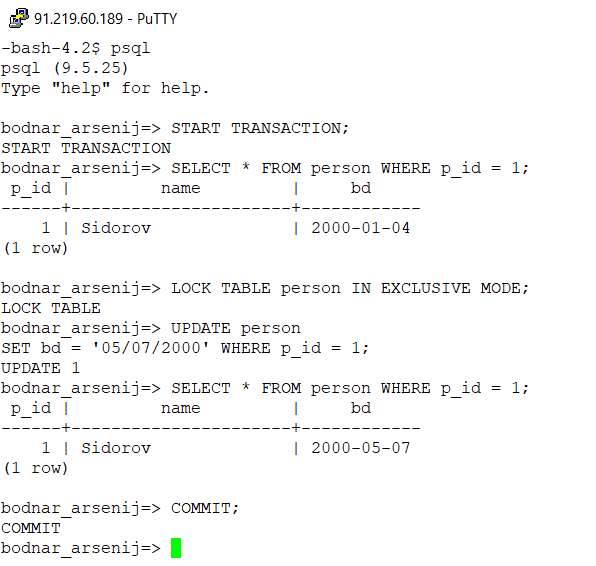 91.219.60.189 - PuTTY
-bash-4.2$ psql
psql (9.5.25)
Type "help" for help.
bodnar_arsenij=> START TRANSACTION;
START TRANSACTION
bodnar_arsenij=> SELECT * FROM person WHERE p_id = 1;
 p_id |         name         |     bd
------+----------------------+------------
    1 | Sidorov              | 2000-01-04
(1 row)
bodnar_arsenij=> LOCK TABLE person IN EXCLUSIVE MODE;
LOCK TABLE
bodnar_arsenij=> UPDATE person
SET bd = '05/07/2000' WHERE p_id = 1;
UPDATE 1
bodnar_arsenij=> SELECT * FROM person WHERE p_id = 1;
 p_id |         name         |     bd
------+----------------------+------------
    1 | Sidorov              | 2000-05-07
(1 row)
bodnar_arsenij=> COMMIT;
COMMIT
bodnar_arsenij=>